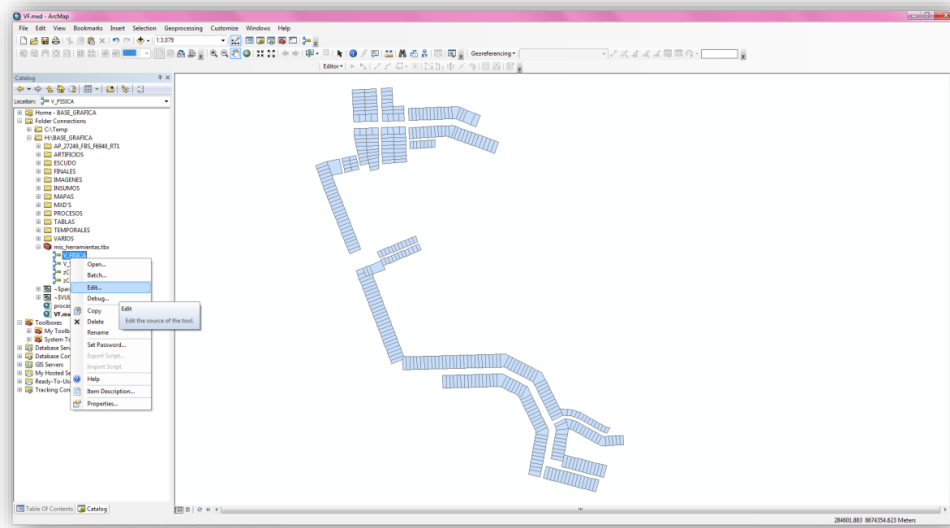 VF.mxd - ArcMap
File Edit View Bookmarks Insert Selection Geoprocessing Customize Windows Help
1:3,079
Georeferencing
Editor
Catalog
Location: V_FISICA
Home - BASE_GRAFICA
Folder Connections
C:\Temp
H:\BASE_GRAFICA
AP_27249_FBS_F6940_RT1
ARTIFICIOS
ESCUDO
FINALES
IMAGENES
INSUMOS
MAPAS
MXD'S
PROCESOS
TABLAS
TEMPORALES
VARIOS
mis_herramientas.tbx
V_FISICA
Open...
Batch...
Edit...
Debug...
Copy
Delete
Rename
Set Password...
Export Script...
Import Script
Help
Item Description...
Properties...
Edit
Edit the source of the tool.
VF.mxd
Toolboxes
My Toolb
System To
Database Serv
Database Con
GIS Servers
My Hosted Se
Ready-To-Us
Tracking Con
Table Of Contents Catalog
284601.883 8674354.623 Meters